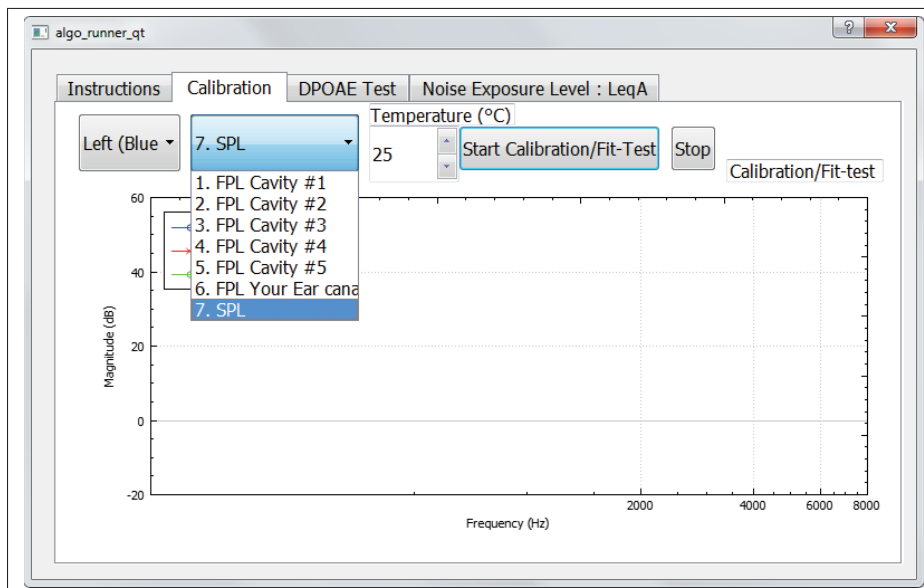 algo_runner_qt
Instructions
Calibration
DPOAE Test
Noise Exposure Level : LeqA
Temperature (°C)
Left (Blue
7. SPL
25
Start Calibration/Fit-Test
Stop
Calibration/Fit-test
1. FPL Cavity #1
2. FPL Cavity #2
3. FPL Cavity #3
4. FPL Cavity #4
5. FPL Cavity #5
6. FPL Your Ear cana
7. SPL
60
40
20
0
-20
Magnitude (dB)
2000
4000
6000
8000
Frequency (Hz)